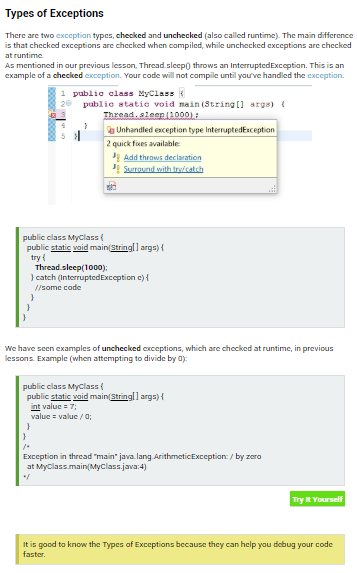 Types of Exceptions
There are two exception types, checked and unchecked (also called runtime). The main difference
is that checked exceptions are checked when compiled, while unchecked exceptions are checked
at runtime.
As mentioned in our previous lesson, Thread.sleep() throws an InterruptedException. This is an
example of a checked exception. Your code will not compile until you've handled the exception.
1 public class MyClass {
2 public static void main(String[] args) {
3 Thread.sleep(1000);
4 }
5 }
Unhandled exception type InterruptedException
2 quick fixes available:
Add throws declaration
Surround with try/catch
public class MyClass {
public static void main(String[ ] args) {
try {
Thread.sleep(1000);
} catch (InterruptedException e) {
//some code
}
}
}
We have seen examples of unchecked exceptions, which are checked at runtime, in previous
lessons. Example (when attempting to divide by 0):
public class MyClass {
public static void main(String[ ] args) {
int value = 7;
value = value / 0;
}
}
/*
Exception in thread "main" java.lang.ArithmeticException: / by zero
at MyClass.main(MyClass.java:4)
*/
Try It Yourself
It is good to know the Types of Exceptions because they can help you debug your code
faster.